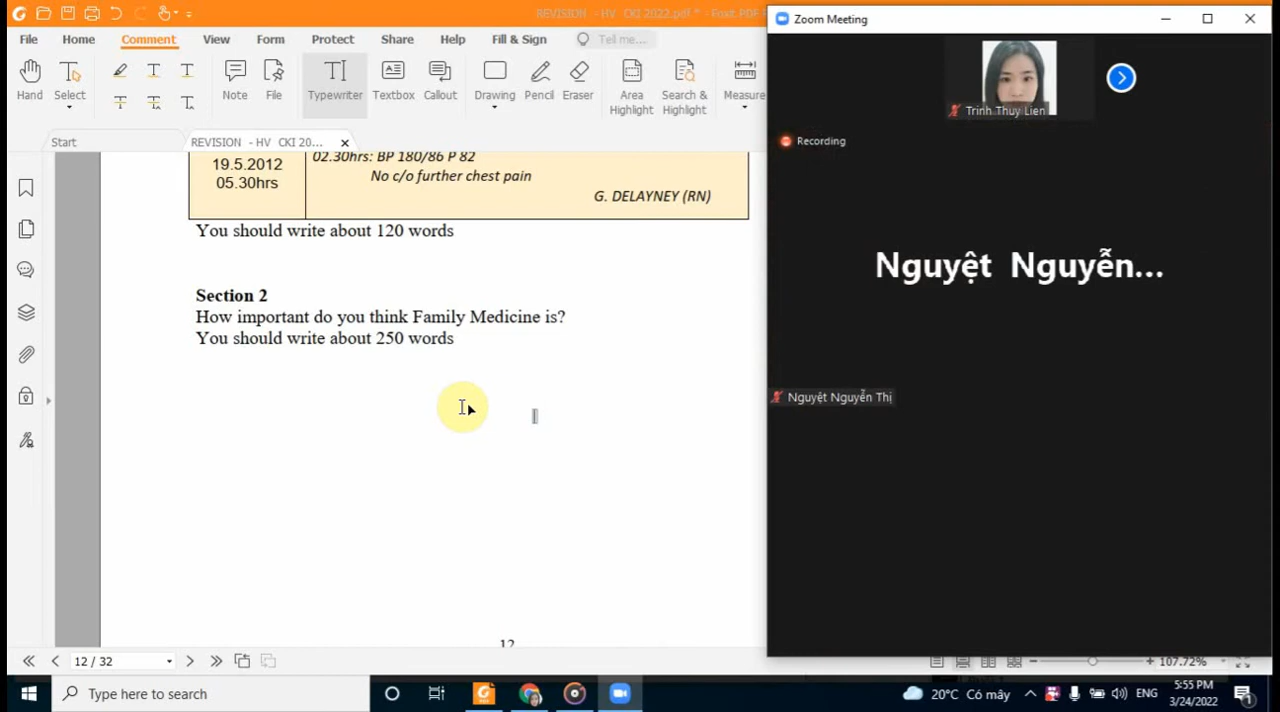 REVISION - HV CKI 2022.pdf * - Foxit PDF
Zoom Meeting
File Home Comment View Form Protect Share Help Fill & Sign Tell me...
Hand Select Note File Typewriter Textbox Callout Drawing Pencil Eraser Area Highlight Search & Highlight Measure
Trinh Thuy Lien
Start REVISION - HV CKI 20...
Recording
19.5.2012
05.30hrs
02.30hrs: BP 180/86 P 82
No c/o further chest pain
G. DELAYNEY (RN)
You should write about 120 words
Section 2
How important do you think Family Medicine is?
You should write about 250 words
Nguyệt Nguyễn...
Nguyệt Nguyễn Thị
12
12 / 32
107.72%
Type here to search
20°C Có mây
ENG
5:55 PM
3/24/2022
1